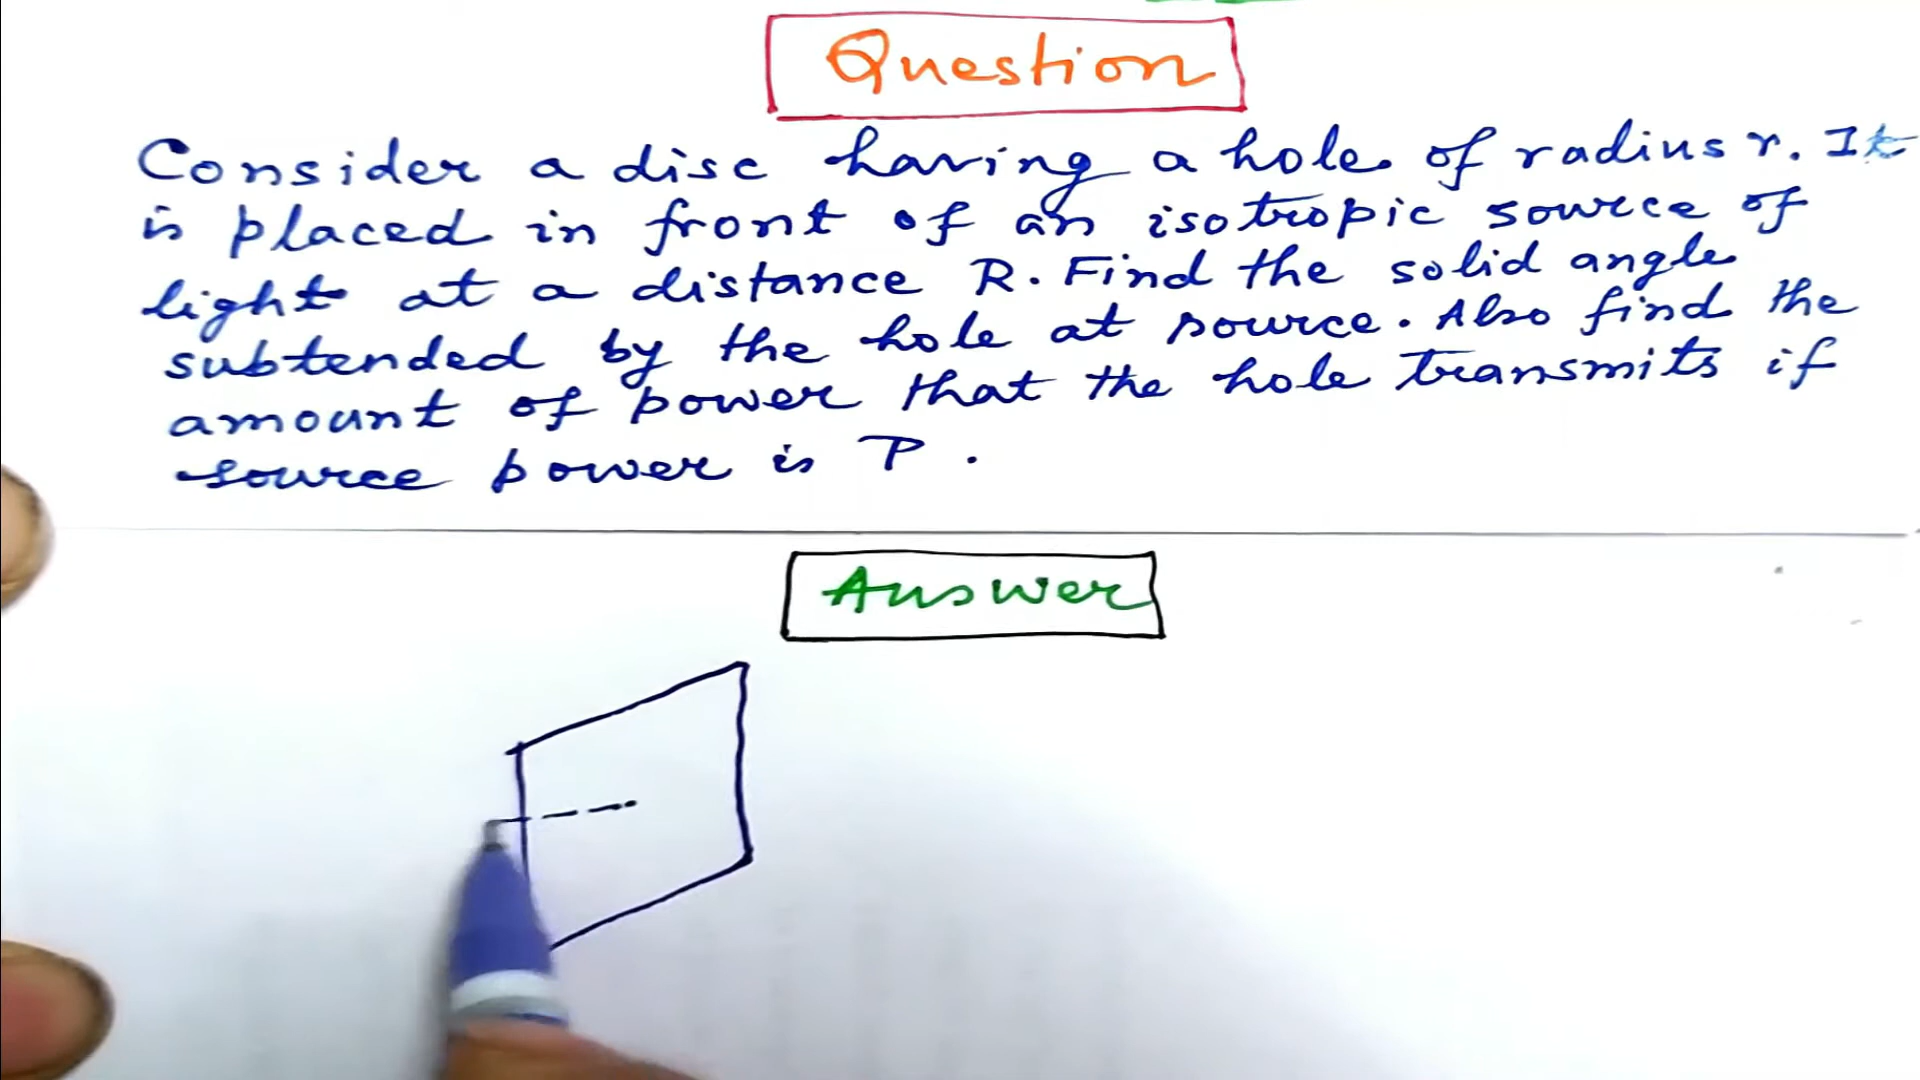 Question
Consider a disc having a hole of radius r. It
is placed in front of an isotropic source of
light at a distance R. Find the solid angle
subtended by the hole at source. Also find the
amount of power that the hole transmits if
source power is P.
Answer